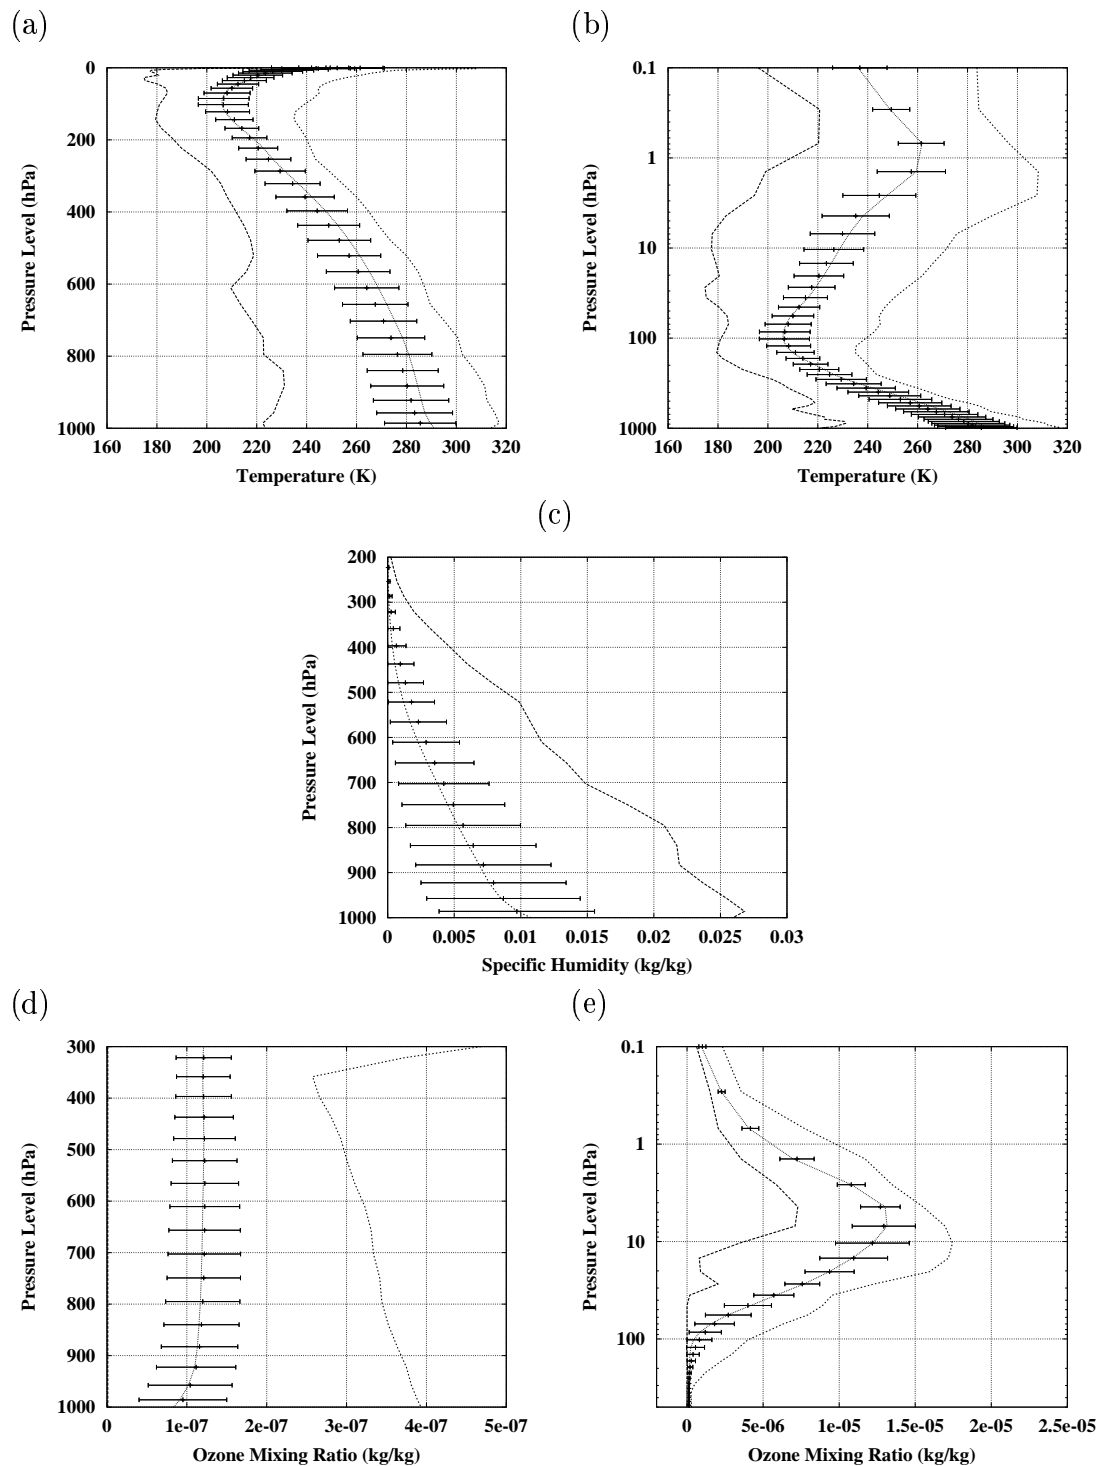 (a)
0
200
400
600
800
1000
160
200
220
240
260
280
320
Pressure Level (hPa)
Temperature (K)
(b)
0.1
1
10
100
1000
160
200
220
240
260
280
320
Pressure Level (hPa)
Temperature (K)
(c)
200
300
400
500
600
700
800
900
1000
0
0.005
0.01
0.015
0.02
0.025
0.03
Pressure Level (hPa)
Specific Humidity (kg/kg)
(d)
300
400
500
600
700
800
900
1000
0
1e-07
2e-07
3e-07
4e-07
5e-07
Pressure Level (hPa)
Ozone Mixing Ratio (kg/kg)
(e)
0.1
1
10
100
0
5e-06
1e-05
1.5e-05
2e-05
2.5e-05
Pressure Level (hPa)
Ozone Mixing Ratio (kg/kg)